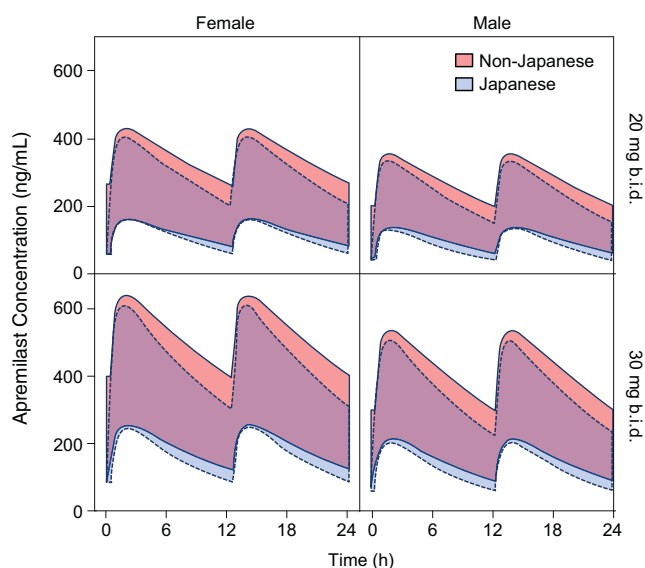 Female
Male
Non-Japanese
Japanese
600
400
200
0
20 mg b.i.d.
Apremilast Concentration (ng/mL)
600
400
200
0
30 mg b.i.d.
0 6 12 18 24 0 6 12 18 24
Time (h)